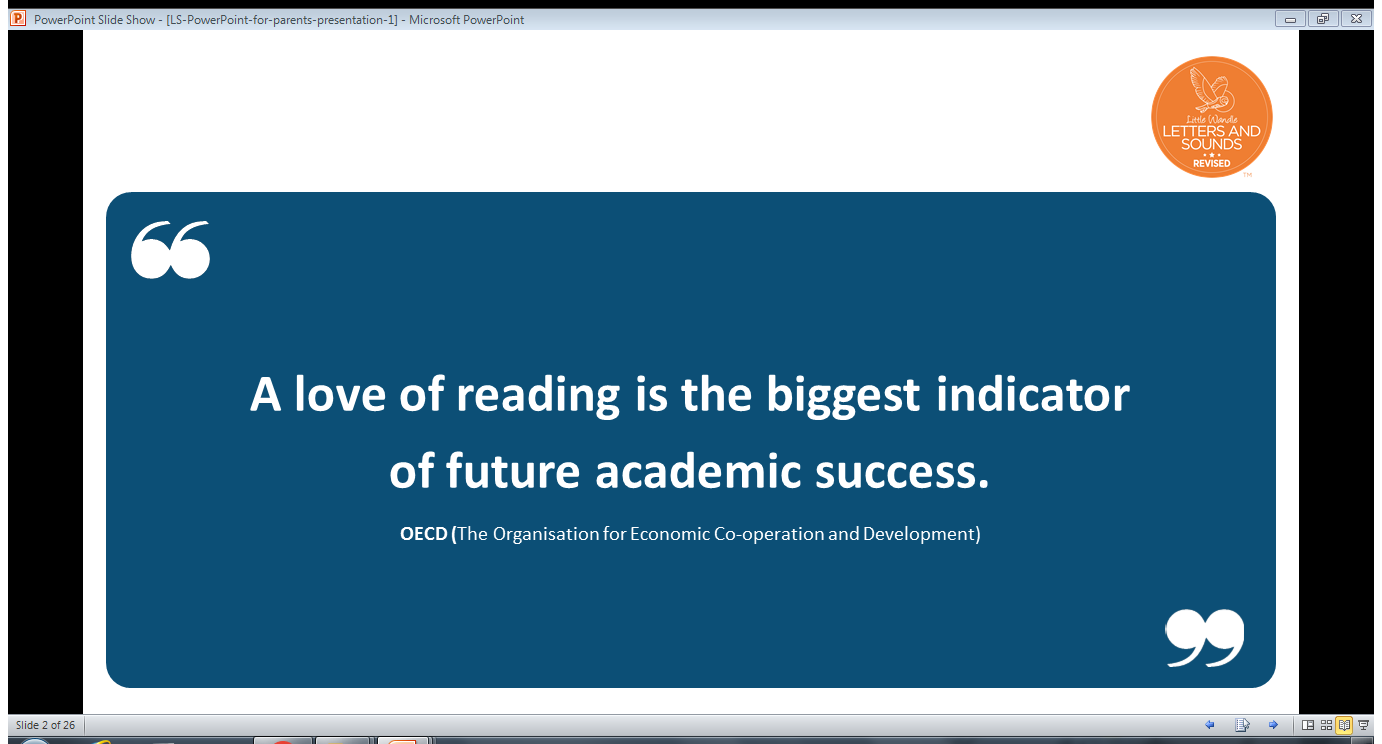 PowerPoint Slide Show - [LS-PowerPoint-for-parents-presentation-1] - Microsoft PowerPoint
Little Wandle
LETTERS AND
SOUNDS
REVISED
TM
“
A love of reading is the biggest indicator
of future academic success.
OECD (The Organisation for Economic Co-operation and Development)
”
Slide 2 of 26